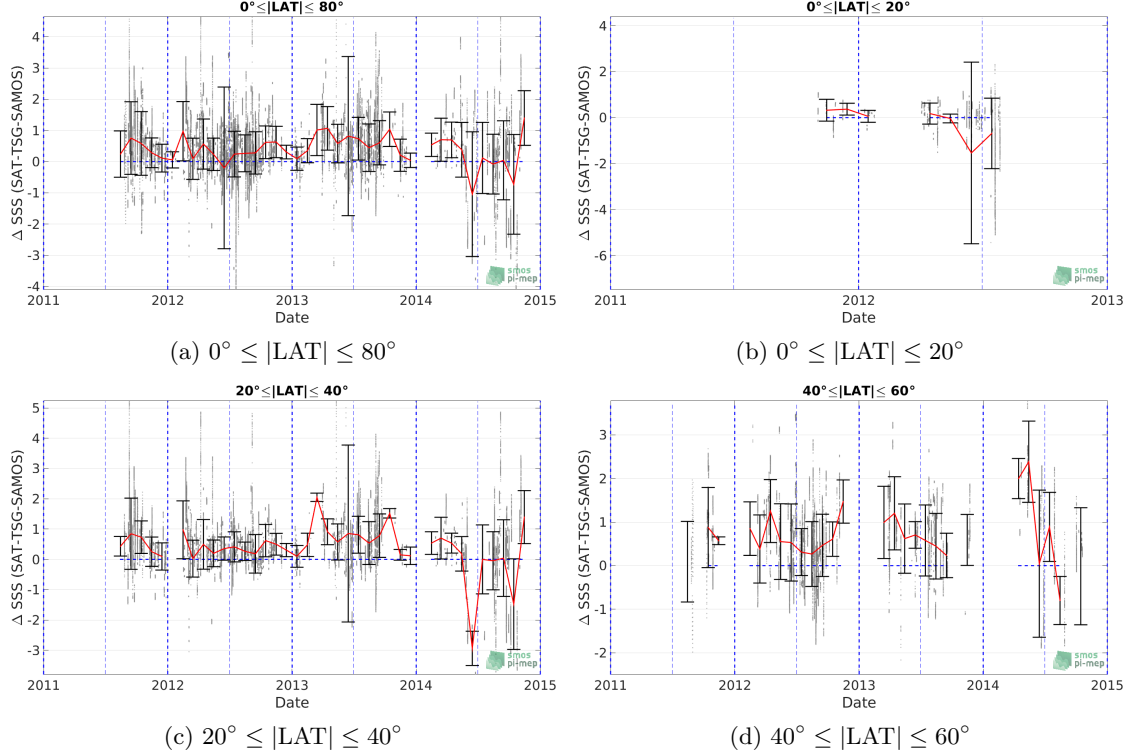 0°≤|LAT|≤ 80°
Δ SSS (SAT-TSG-SAMOS)
4
3
2
1
0
-1
-2
-3
-4
2011
2012
2013
2014
2015
Date
smos
pi-mep
(a) 0° ≤ |LAT| ≤ 80°
0°≤|LAT|≤ 20°
Δ SSS (SAT-TSG-SAMOS)
4
2
0
-2
-4
-6
2011
2012
2013
Date
smos
pi-mep
(b) 0° ≤ |LAT| ≤ 20°
20°≤|LAT|≤ 40°
Δ SSS (SAT-TSG-SAMOS)
5
4
3
2
1
0
-1
-2
-3
2011
2012
2013
2014
2015
Date
smos
pi-mep
(c) 20° ≤ |LAT| ≤ 40°
40°≤|LAT|≤ 60°
Δ SSS (SAT-TSG-SAMOS)
3
2
1
0
-1
-2
2011
2012
2013
2014
2015
Date
smos
pi-mep
(d) 40° ≤ |LAT| ≤ 60°